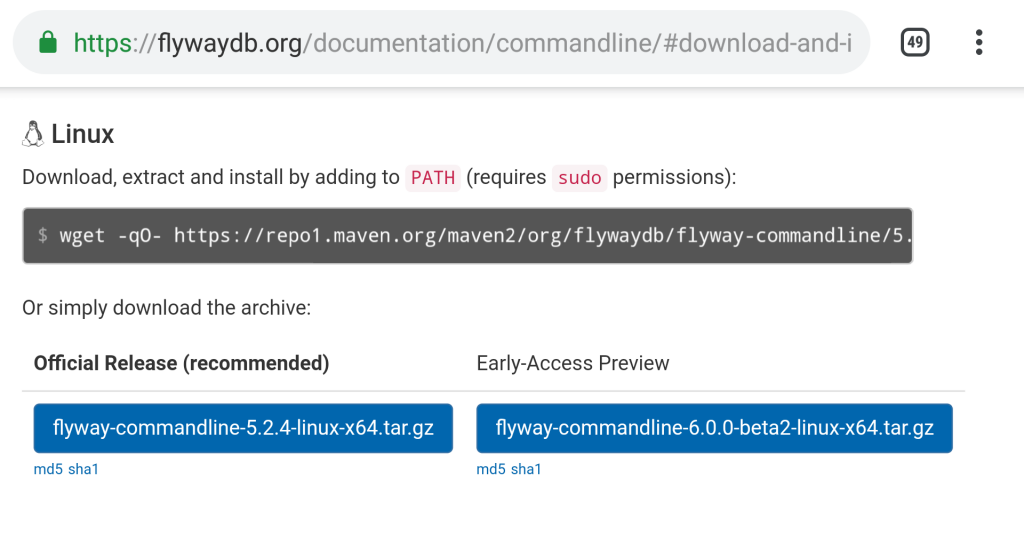 https://flywaydb.org/documentation/commandline/#download-and-i
49
Linux
Download, extract and install by adding to PATH (requires sudo permissions):
$ wget -qO- https://repo1.maven.org/maven2/org/flywaydb/flyway-commandline/5.
Or simply download the archive:
Official Release (recommended) Early-Access Preview
flyway-commandline-5.2.4-linux-x64.tar.gz flyway-commandline-6.0.0-beta2-linux-x64.tar.gz
md5 sha1 md5 sha1